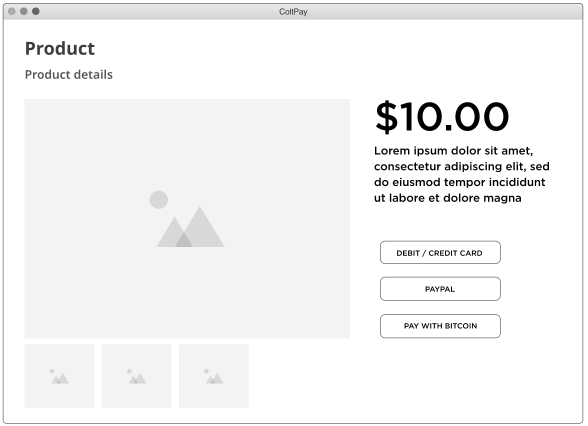 ColtPay
Product
Product details
$10.00
Lorem ipsum dolor sit amet,
consectetur adipiscing elit, sed
do eiusmod tempor incididunt
ut labore et dolore magna
DEBIT / CREDIT CARD
PAYPAL
PAY WITH BITCOIN